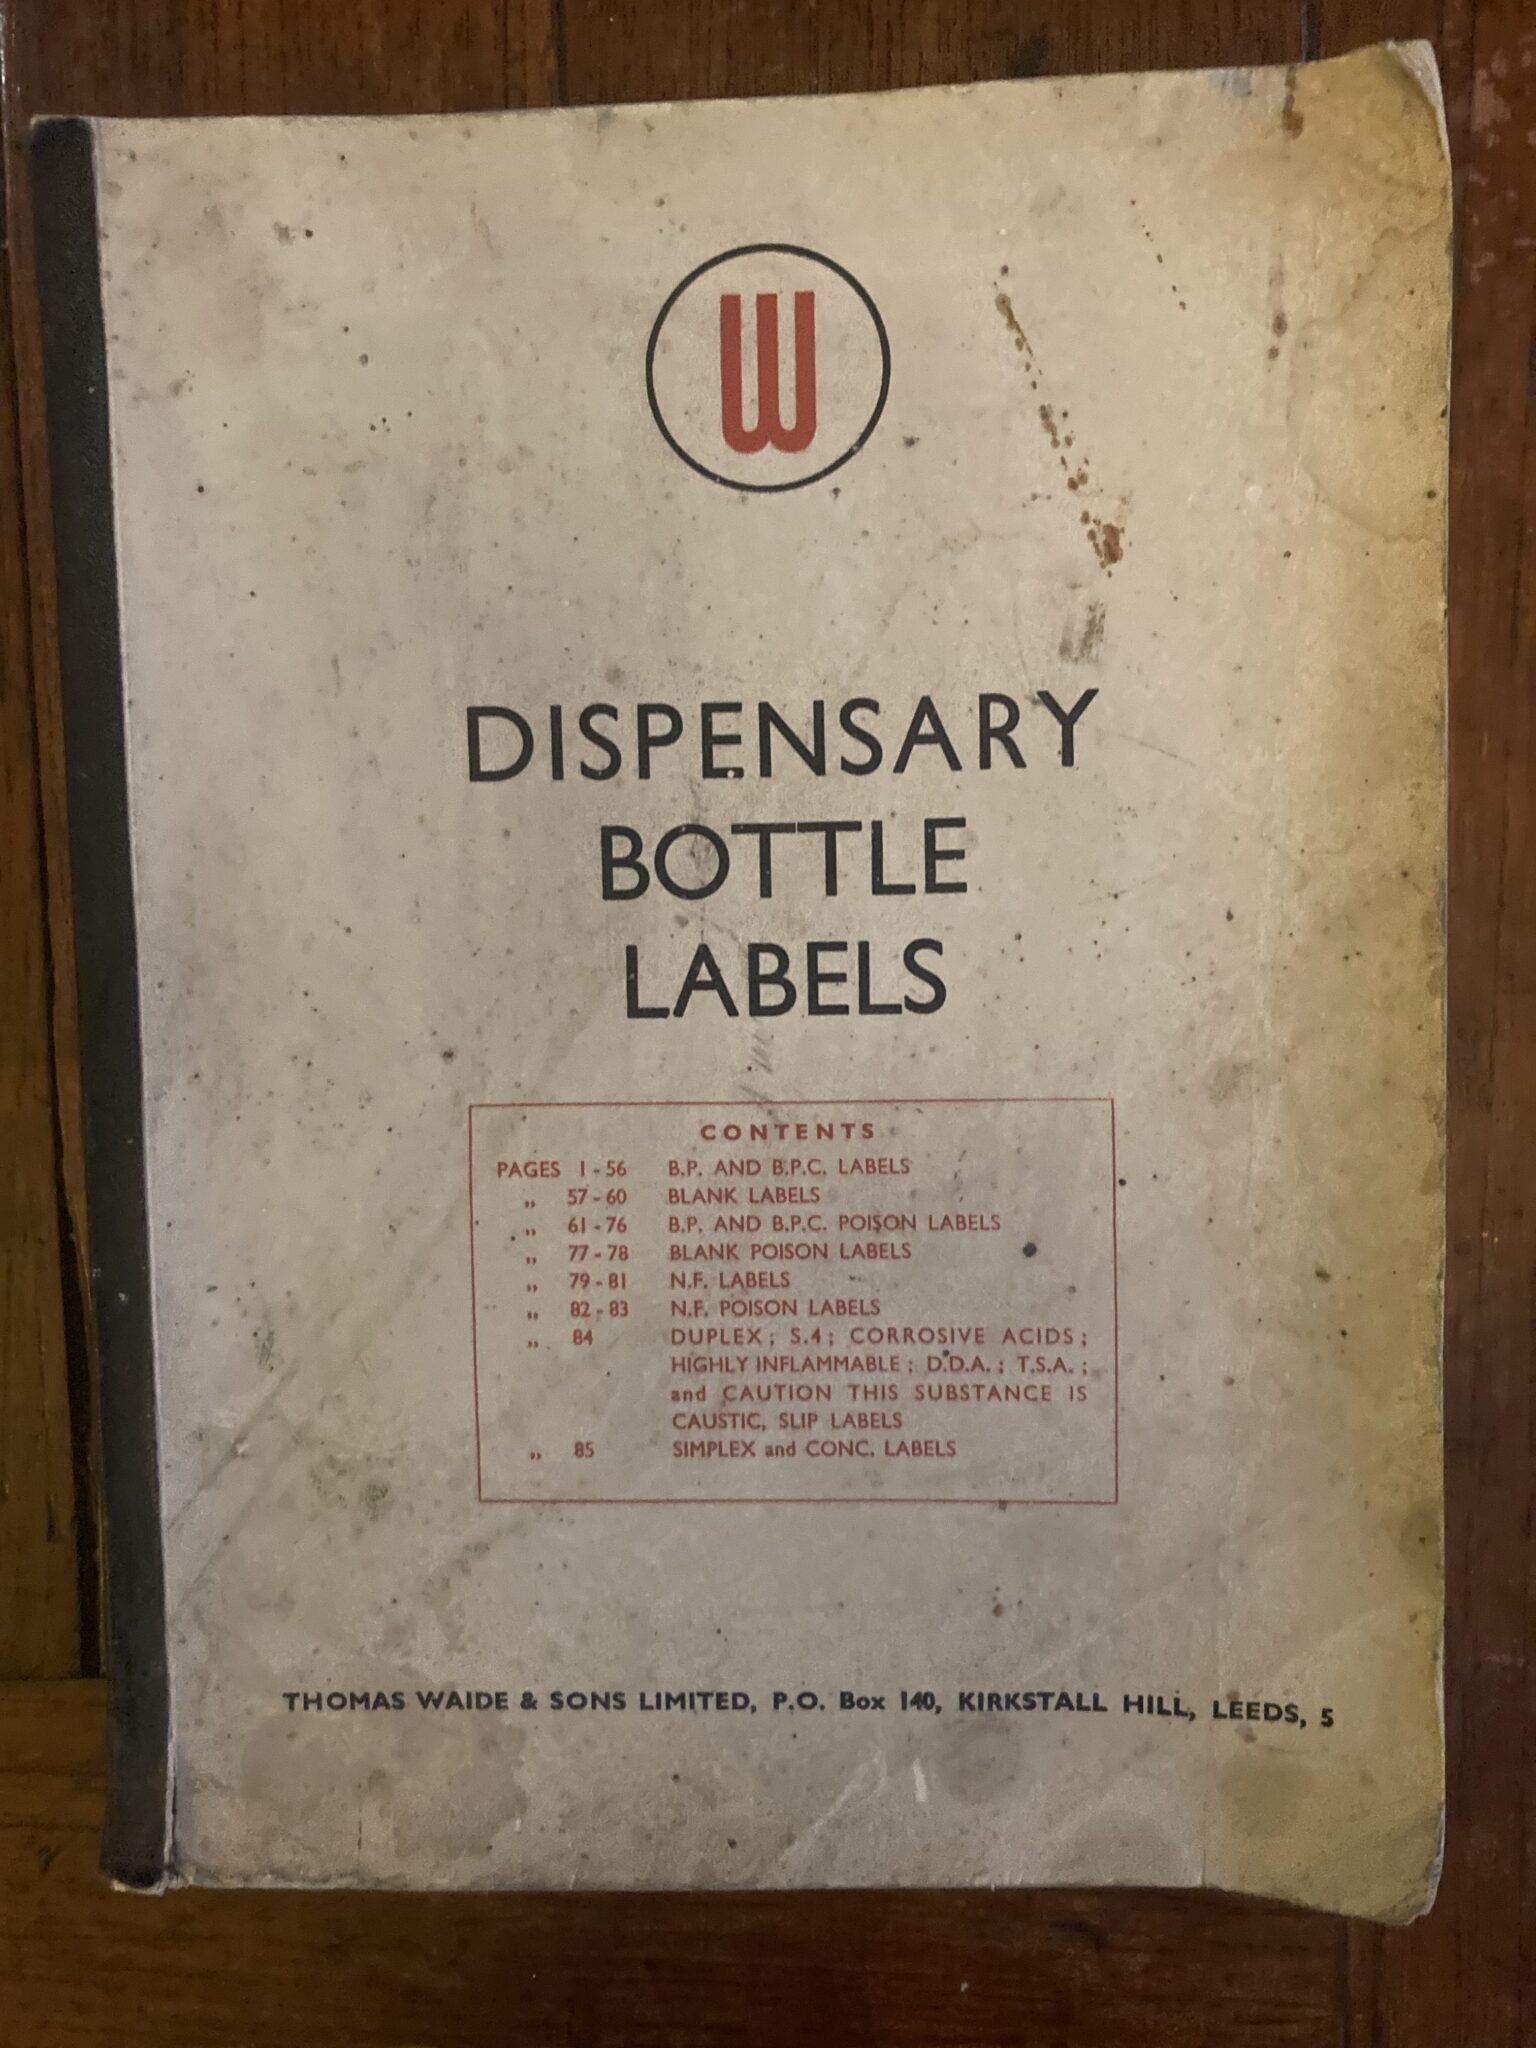 W
DISPENSARY
BOTTLE
LABELS
CONTENTS
PAGES 1 - 56 B.P. AND B.P.C. LABELS
„ 57 - 60 BLANK LABELS
„ 61 - 76 B.P. AND B.P.C. POISON LABELS
„ 77 - 78 BLANK POISON LABELS
„ 79 - 81 N.F. LABELS
„ 82 - 83 N.F. POISON LABELS
„ 84 DUPLEX; S.4; CORROSIVE ACIDS;
HIGHLY INFLAMMABLE; D.D.A.; T.S.A.;
and CAUTION THIS SUBSTANCE IS
CAUSTIC, SLIP LABELS
„ 85 SIMPLEX and CONC. LABELS
THOMAS WAIDE & SONS LIMITED, P.O. Box 140, KIRKSTALL HILL, LEEDS, 5